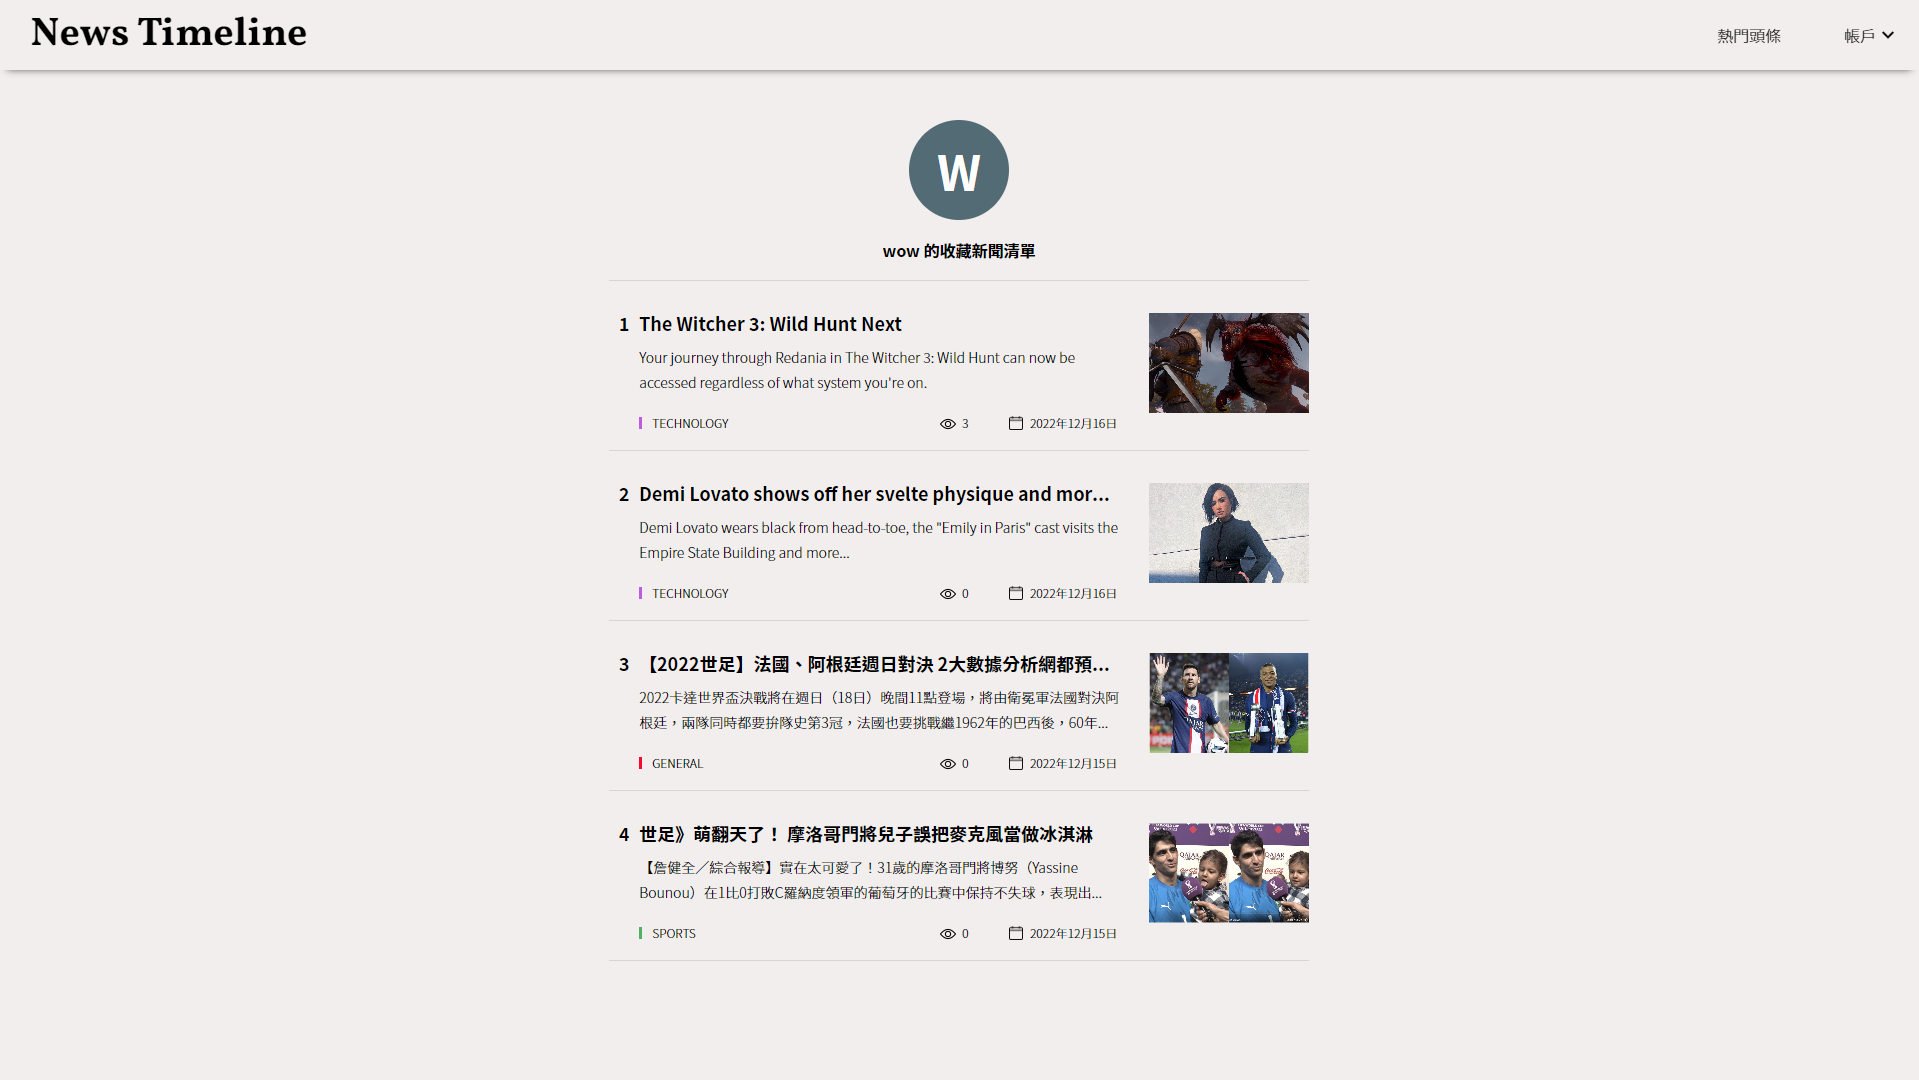 News Timeline
熱門頭條
帳戶
W
wow 的收藏新聞清單
1 The Witcher 3: Wild Hunt Next
Your journey through Redania in The Witcher 3: Wild Hunt can now be
accessed regardless of what system you're on.
TECHNOLOGY 3 2022年12月16日
2 Demi Lovato shows off her svelte physique and mor...
Demi Lovato wears black from head-to-toe, the "Emily in Paris" cast visits the
Empire State Building and more...
TECHNOLOGY 0 2022年12月16日
3 【2022世足】法國、阿根廷週日對決 2大數據分析網都預...
2022卡達世界盃決戰將在週日（18日）晚間11點登場，將由衛冕軍法國對決阿
根廷，兩隊同時都要拚隊史第3冠，法國也要挑戰繼1962年的巴西後，60年...
GENERAL 0 2022年12月15日
4 世足》萌翻天了！ 摩洛哥門將兒子誤把麥克風當做冰淇淋
【詹健全／綜合報導】實在太可愛了！31歲的摩洛哥門將博努（Yassine
Bounou）在1比0打敗C羅納度領軍的葡萄牙的比賽中保持不失球，表現出...
SPORTS 0 2022年12月15日